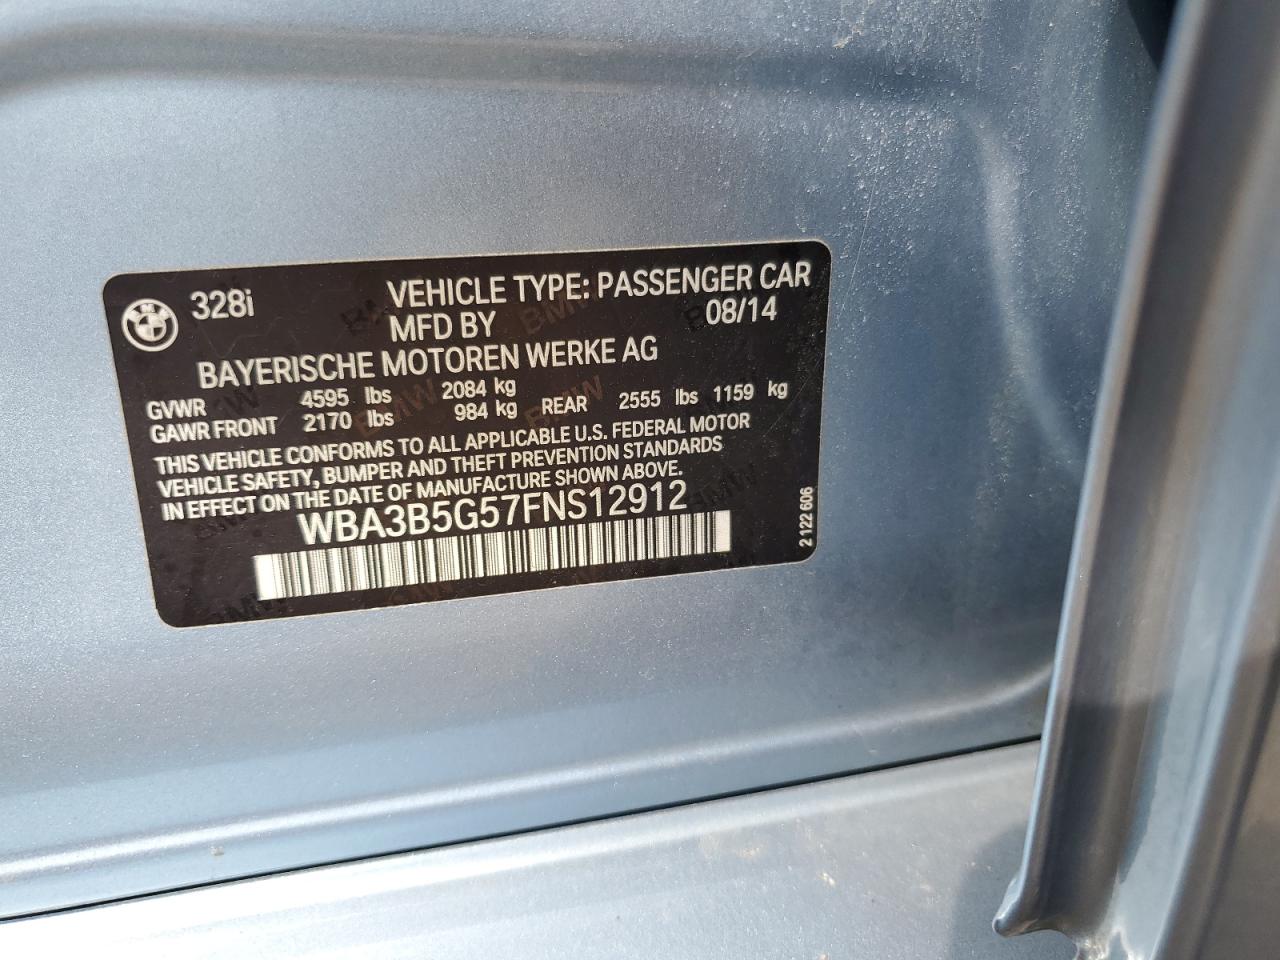 328i VEHICLE TYPE: PASSENGER CAR
MFD BY 08/14
BAYERISCHE MOTOREN WERKE AG
GVWR 4595 lbs 2084 kg
GAWR FRONT 2170 lbs 984 kg REAR 2555 lbs 1159 kg
THIS VEHICLE CONFORMS TO ALL APPLICABLE U.S. FEDERAL MOTOR
VEHICLE SAFETY, BUMPER AND THEFT PREVENTION STANDARDS
IN EFFECT ON THE DATE OF MANUFACTURE SHOWN ABOVE.
WBA3B5G57FNS12912
2 122 606